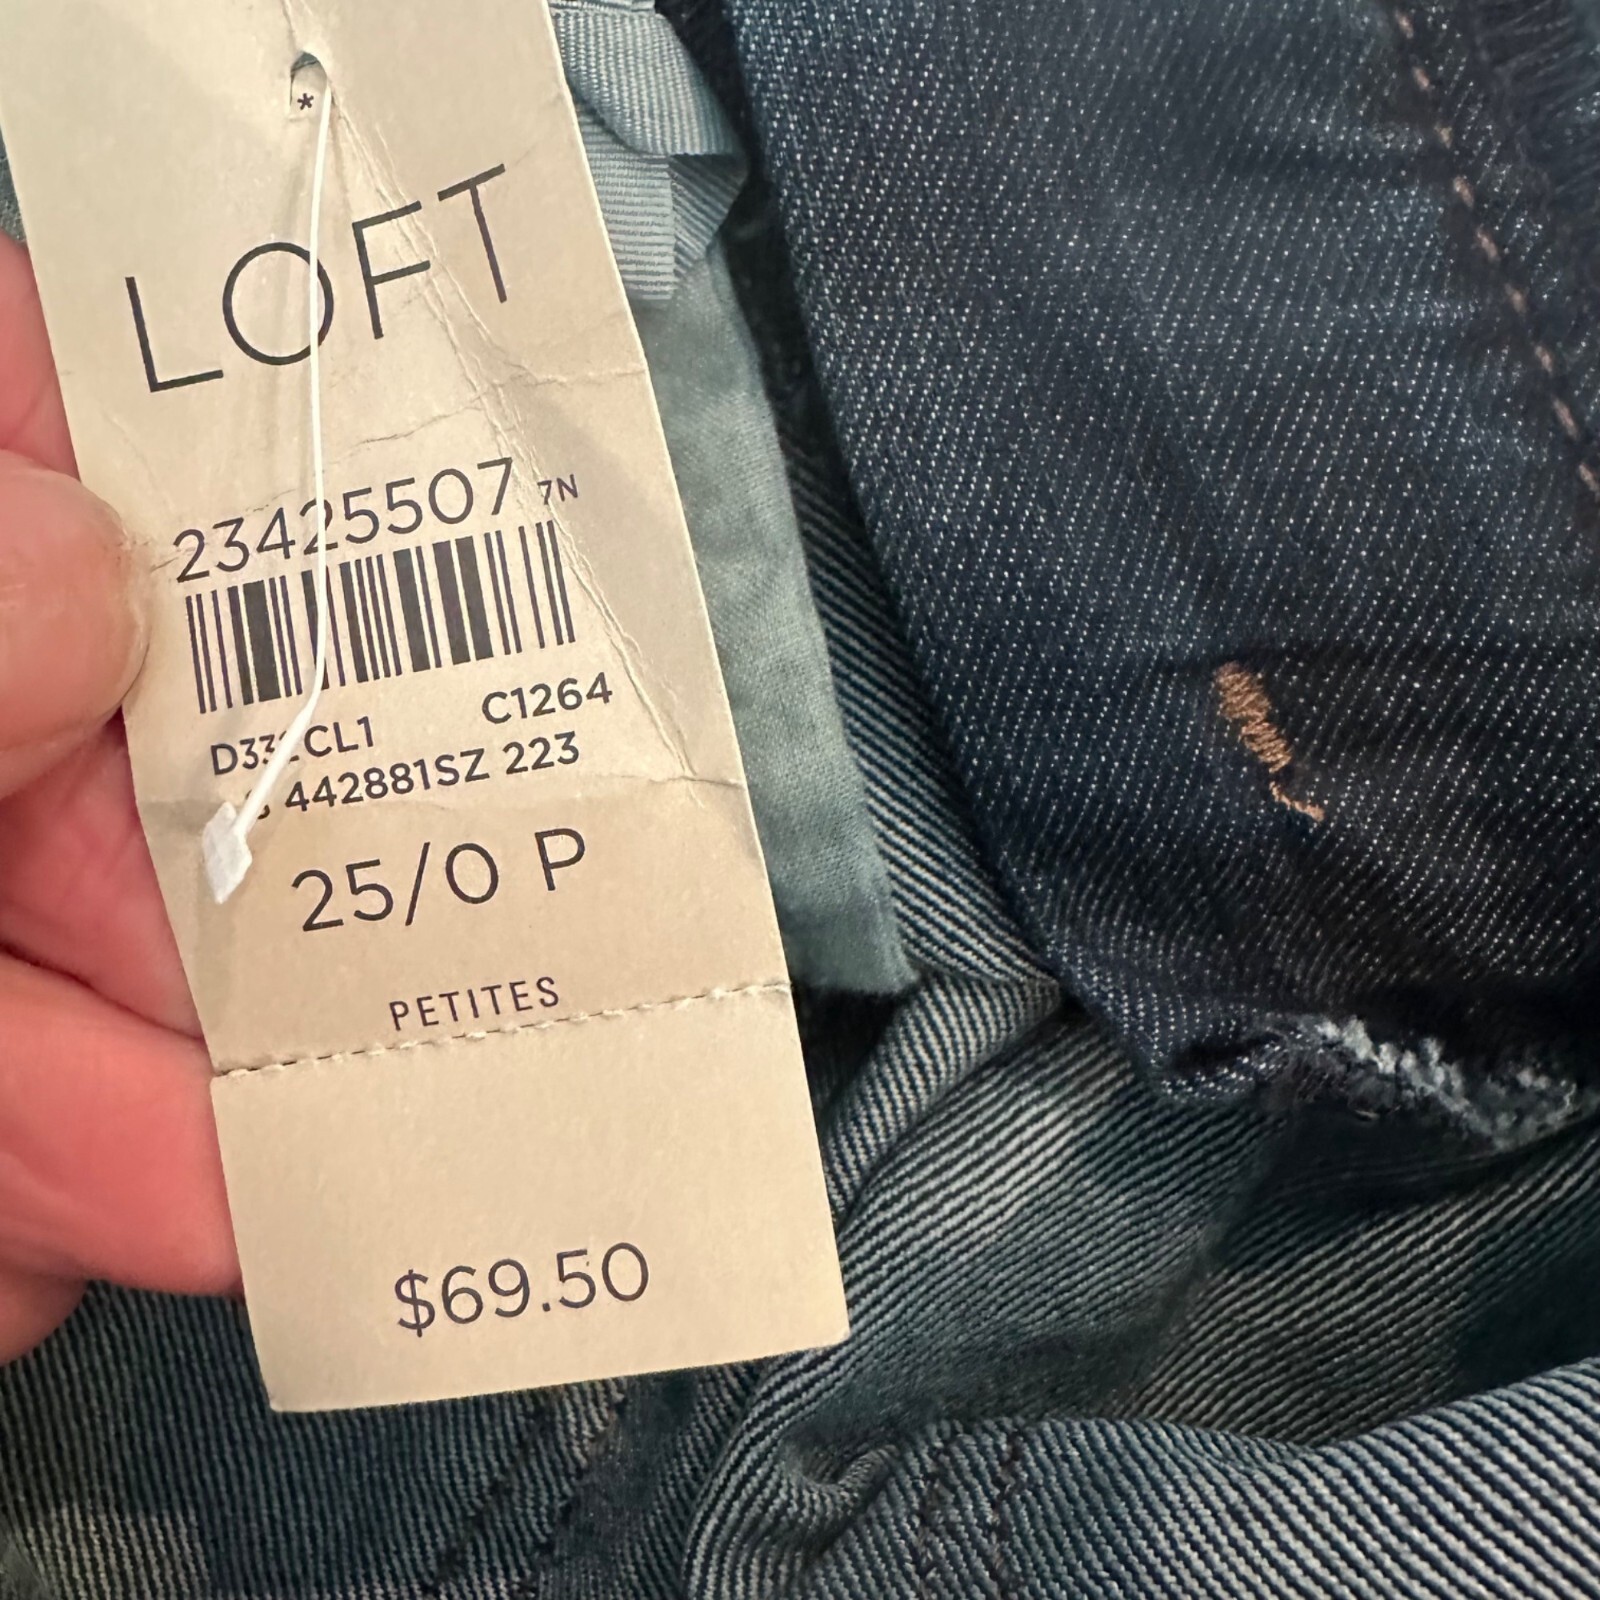 *
LOFT
23425507 7N
C1264
442881SZ 223
25/0 P
PETITES
$69.50